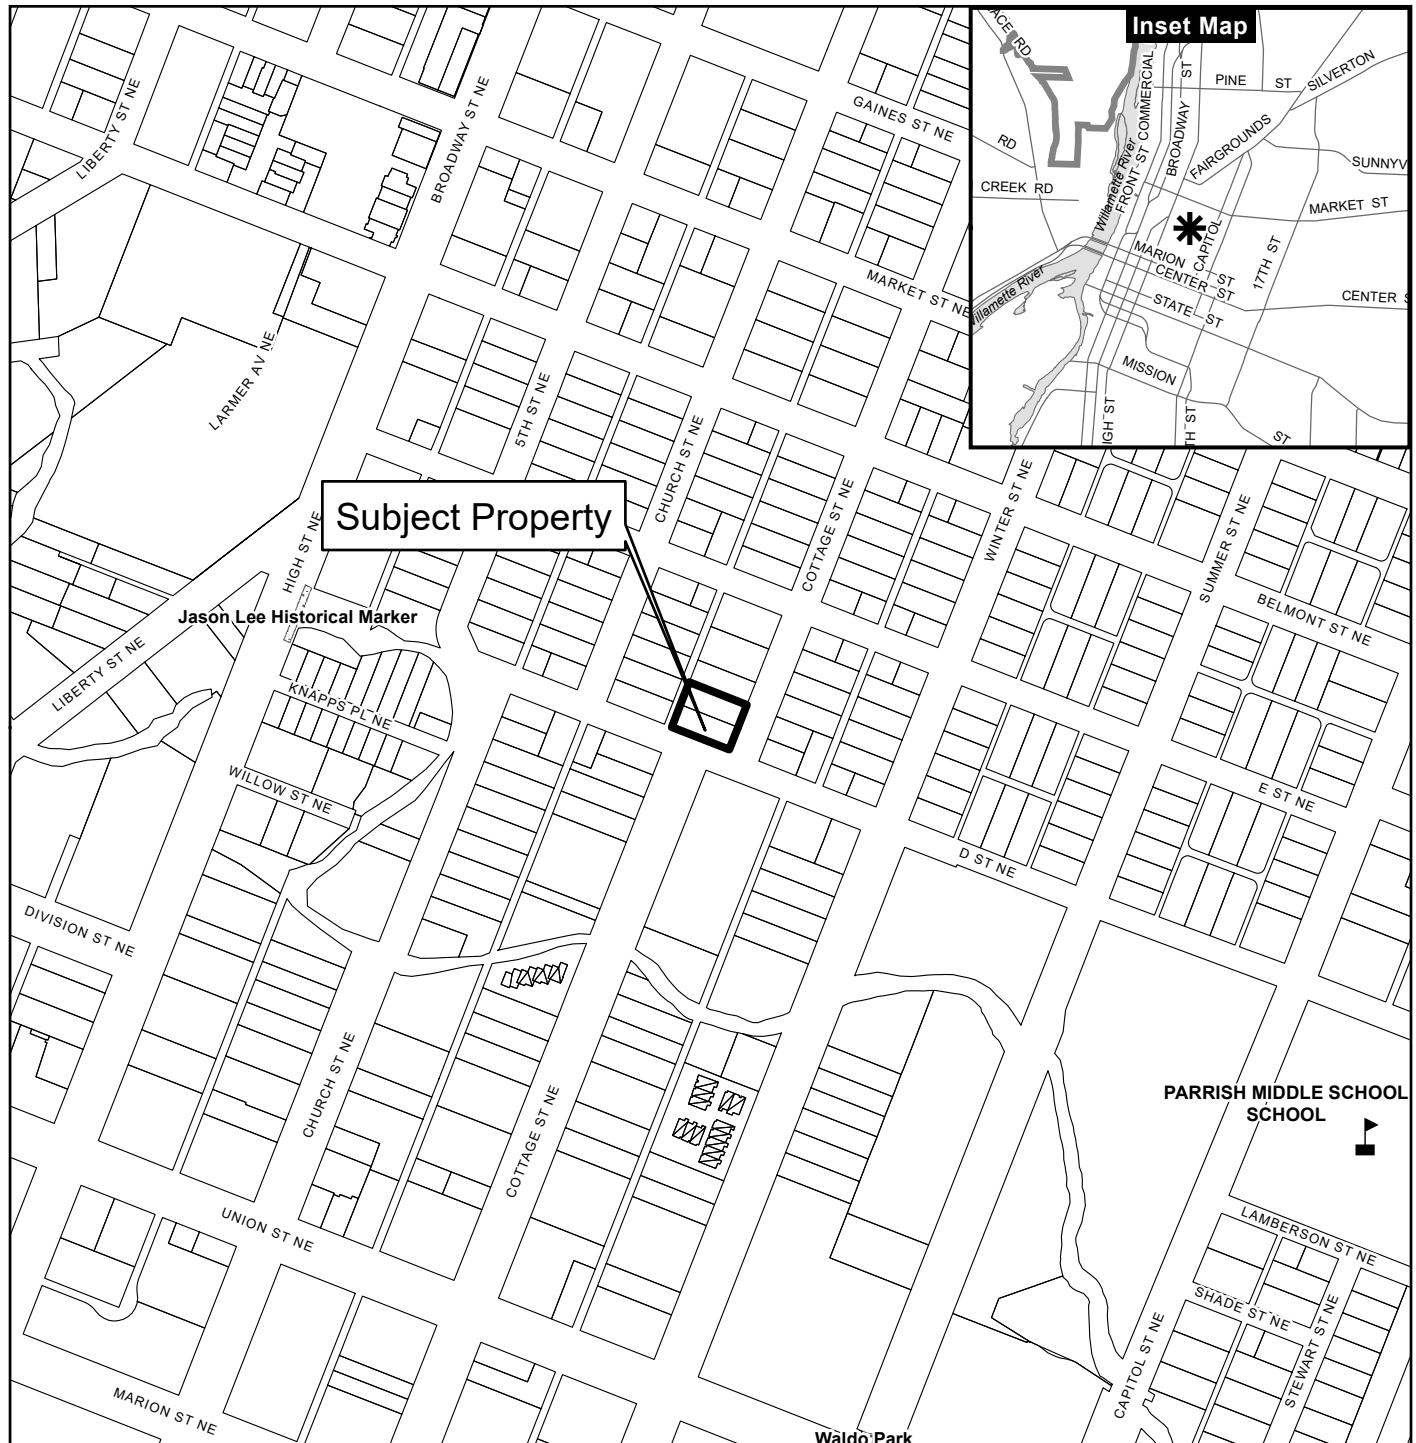 Inset Map
RD
PINE ST
SILVERTON
ST
COMMERCIAL
BROADWAY
FAIRGROUNDS
RD
Willamette River
FRONT ST
SUNNYV
CREEK RD
MARKET ST
CAPITOL
MARION ST
17TH ST
CENTER ST
CENTER S
Willamette River
STATE ST
MISSION
ST
IGH ST
TH ST
LIBERTY ST NE
BROADWAY ST NE
GAINES ST NE
MARKET ST NE
LARMER AV NE
5TH ST NE
CHURCH ST NE
COTTAGE ST NE
WINTER ST NE
SUMMER ST NE
Subject Property
HIGH ST NE
BELMONT ST NE
Jason Lee Historical Marker
LIBERTY ST NE
KNAPPS PL NE
WILLOW ST NE
E ST NE
D ST NE
DIVISION ST NE
CHURCH ST NE
COTTAGE ST NE
PARRISH MIDDLE SCHOOL
SCHOOL
UNION ST NE
LAMBERSON ST NE
SHADE ST NE
STEWART ST NE
CAPITOL ST NE
MARION ST NE
Waldo Park